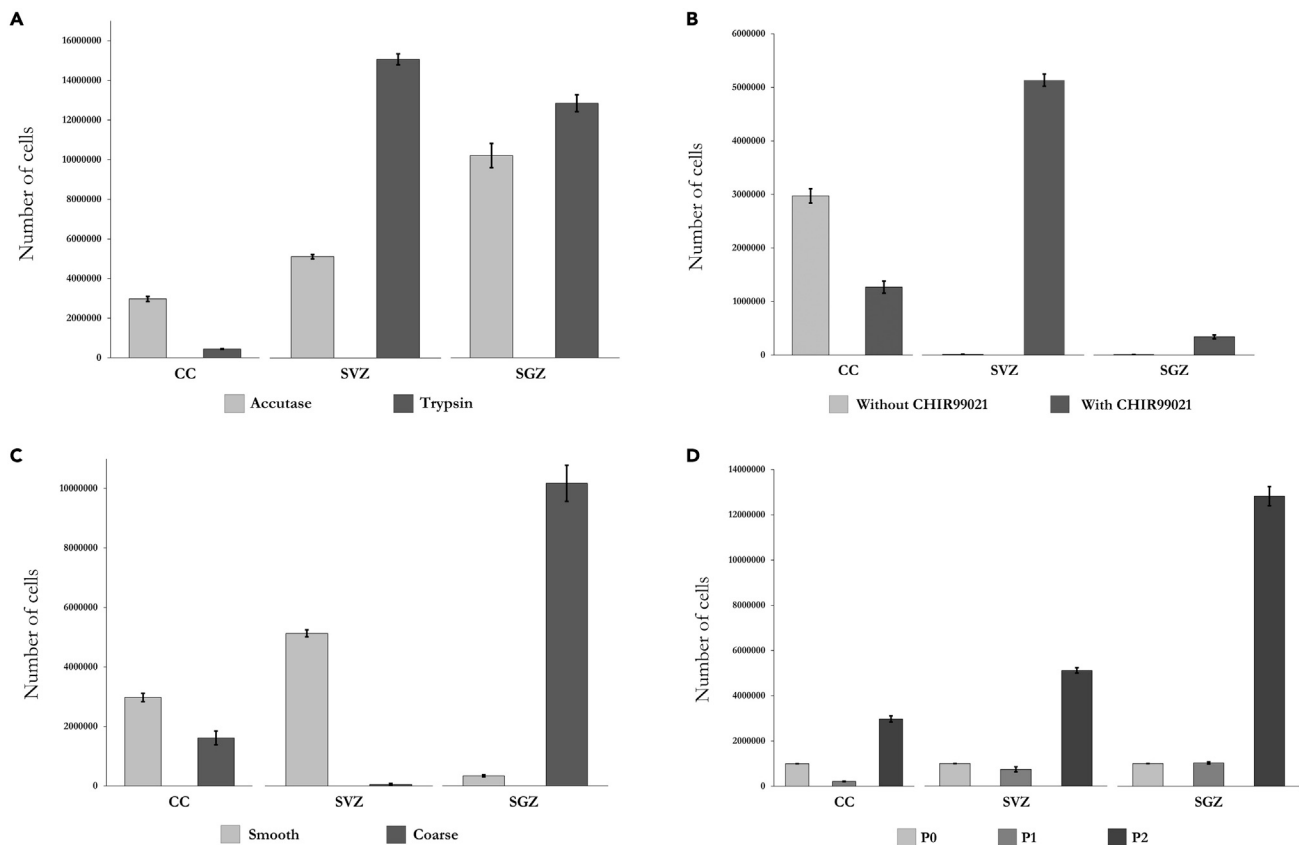 A
Number of cells
16000000
14000000
12000000
10000000
8000000
6000000
4000000
2000000
0
CC SVZ SGZ
Accutase Trypsin
B
Number of cells
6000000
5000000
4000000
3000000
2000000
1000000
0
CC SVZ SGZ
Without CHIR99021 With CHIR99021
C
Number of cells
10000000
8000000
6000000
4000000
2000000
0
CC SVZ SGZ
Smooth Coarse
D
Number of cells
14000000
12000000
10000000
8000000
6000000
4000000
2000000
0
CC SVZ SGZ
P0 P1 P2